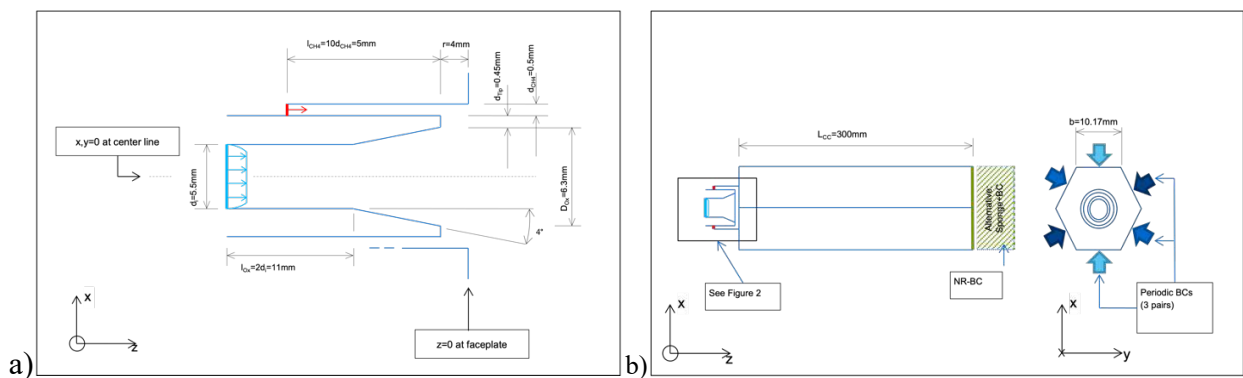 l_CH4=10d_CH4=5mm
r=4mm
d_Tip=0.45mm
d_CH4=0.5mm
x,y=0 at center line
d_i=5.5mm
D_Ox=6.3mm
4°
l_Ox=2d_i=11mm
x
z
z=0 at faceplate
a)
L_CC=300mm
b=10.17mm
Alternative:
Sponge+BC
See Figure 2
NR-BC
Periodic BCs
(3 pairs)
x
z
x
x
y
b)